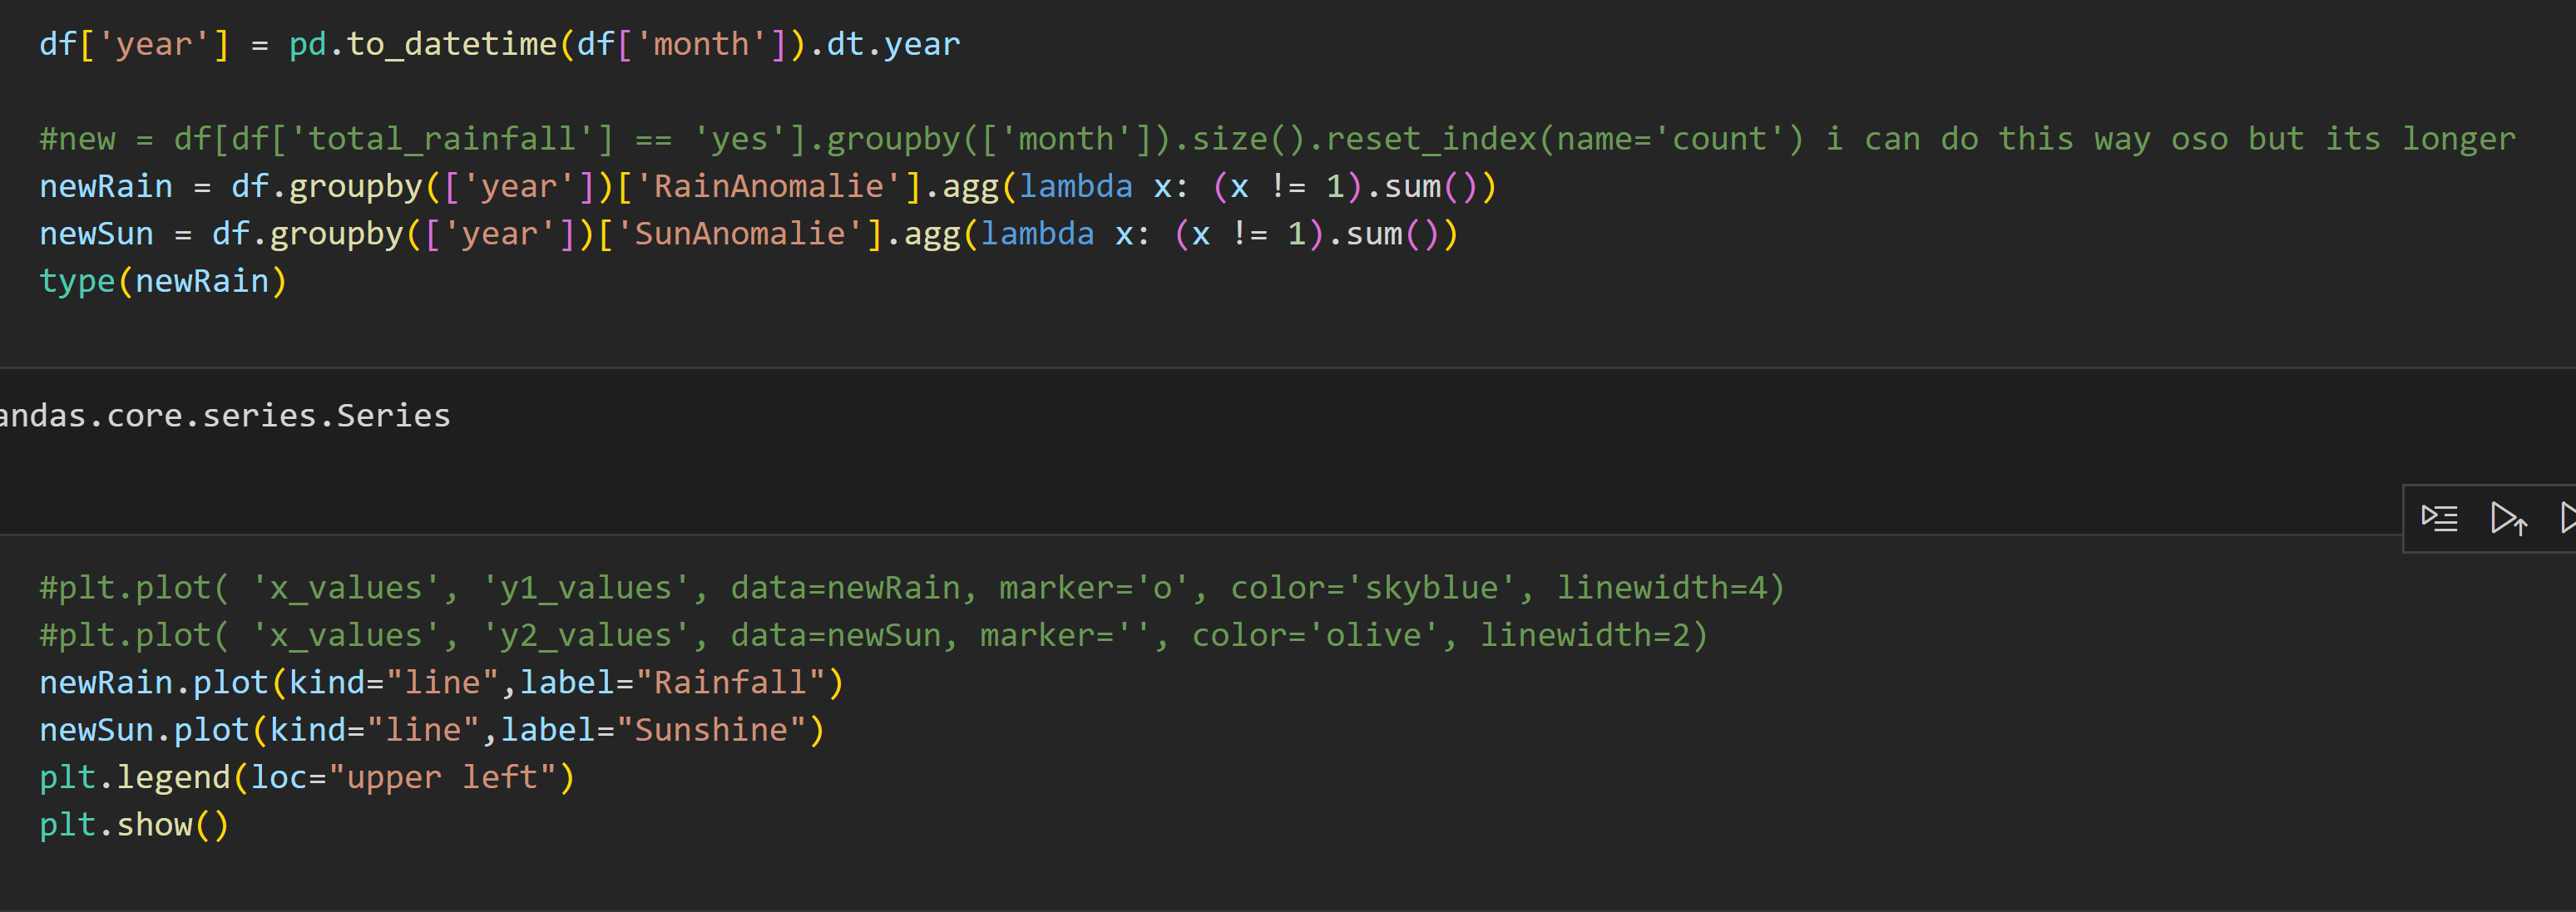 df['year'] = pd.to_datetime(df['month']).dt.year
#new = df[df['total_rainfall'] == 'yes'].groupby(['month']).size().reset_index(name='count') i can do this way oso but its longer
newRain = df.groupby(['year'])['RainAnomalie'].agg(lambda x: (x != 1).sum())
newSun = df.groupby(['year'])['SunAnomalie'].agg(lambda x: (x != 1).sum())
type(newRain)
andas.core.series.Series
#plt.plot( 'x_values', 'y1_values', data=newRain, marker='o', color='skyblue', linewidth=4)
#plt.plot( 'x_values', 'y2_values', data=newSun, marker='', color='olive', linewidth=2)
newRain.plot(kind="line",label="Rainfall")
newSun.plot(kind="line",label="Sunshine")
plt.legend(loc="upper left")
plt.show()